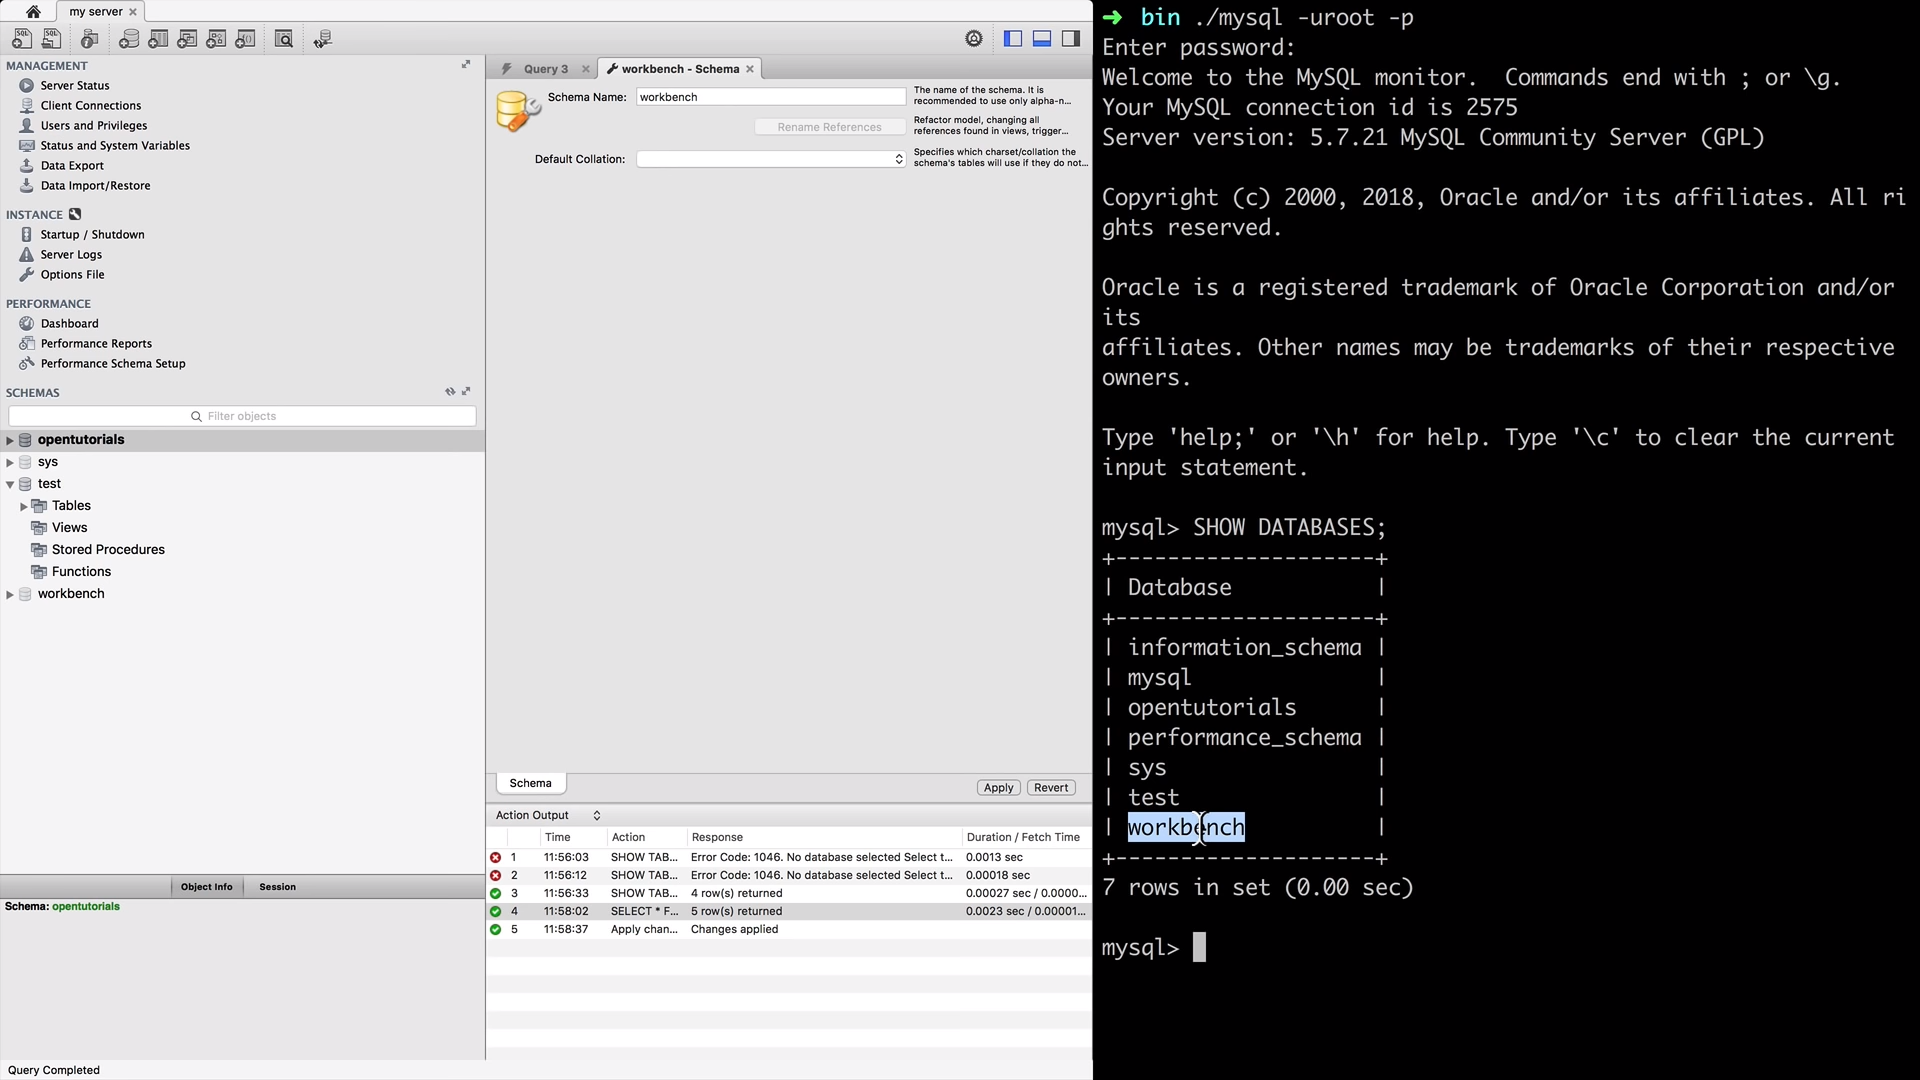 my server
MANAGEMENT
Server Status
Client Connections
Users and Privileges
Status and System Variables
Data Export
Data Import/Restore
INSTANCE
Startup / Shutdown
Server Logs
Options File
PERFORMANCE
Dashboard
Performance Reports
Performance Schema Setup
SCHEMAS
Filter objects
opentutorials
sys
test
Tables
Views
Stored Procedures
Functions
workbench
Object Info Session
Schema: opentutorials
Query Completed
Query 3 workbench - Schema
Schema Name: workbench
The name of the schema. It is
recommended to use only alpha-n...
Rename References
Refactor model, changing all
references found in views, trigger...
Default Collation:
Specifies which charset/collation the
schema's tables will use if they do not...
Schema
Apply Revert
Action Output
Time Action Response Duration / Fetch Time
1 11:56:03 SHOW TAB... Error Code: 1046. No database selected Select t... 0.0013 sec
2 11:56:12 SHOW TAB... Error Code: 1046. No database selected Select t... 0.00018 sec
3 11:56:33 SHOW TAB... 4 row(s) returned 0.00027 sec / 0.0000...
4 11:58:02 SELECT * F... 5 row(s) returned 0.0023 sec / 0.00001...
5 11:58:37 Apply chan... Changes applied
➜ bin ./mysql -uroot -p
Enter password:
Welcome to the MySQL monitor.  Commands end with ; or \g.
Your MySQL connection id is 2575
Server version: 5.7.21 MySQL Community Server (GPL)
Copyright (c) 2000, 2018, Oracle and/or its affiliates. All ri
ghts reserved.
Oracle is a registered trademark of Oracle Corporation and/or
its
affiliates. Other names may be trademarks of their respective
owners.
Type 'help;' or '\h' for help. Type '\c' to clear the current
input statement.
mysql> SHOW DATABASES;
+--------------------+
| Database           |
+--------------------+
| information_schema |
| mysql              |
| opentutorials      |
| performance_schema |
| sys                |
| test               |
| workbench          |
+--------------------+
7 rows in set (0.00 sec)
mysql>